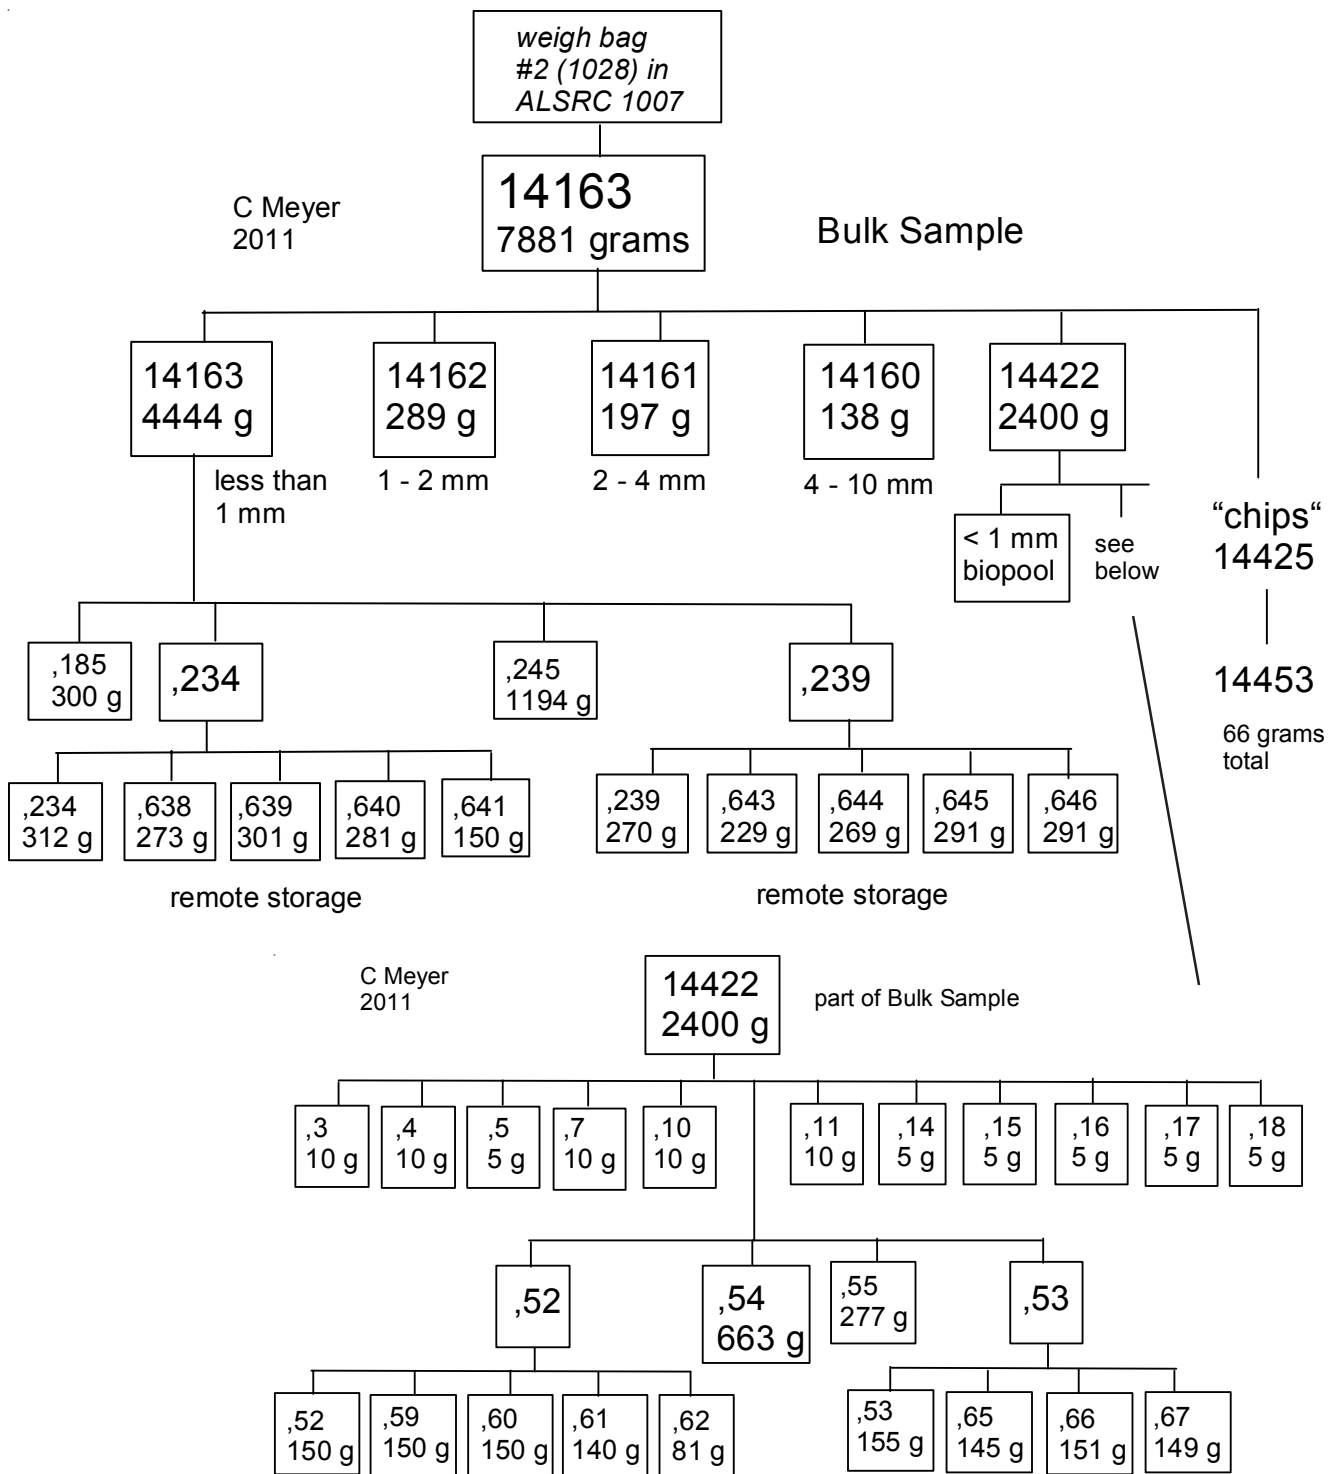 weigh bag
#2 (1028) in
ALSRC 1007
14163
7881 grams
C Meyer
2011
Bulk Sample
14163
4444 g
less than
1 mm
14162
289 g
1 - 2 mm
14161
197 g
2 - 4 mm
14160
138 g
4 - 10 mm
14422
2400 g
< 1 mm
biopool
see
below
“chips“
14425
14453
66 grams
total
,185
300 g
,234
,245
1194 g
,239
,234
312 g
,638
273 g
,639
301 g
,640
281 g
,641
150 g
remote storage
,239
270 g
,643
229 g
,644
269 g
,645
291 g
,646
291 g
remote storage
C Meyer
2011
14422
2400 g
part of Bulk Sample
,3
10 g
,4
10 g
,5
5 g
,7
10 g
,10
10 g
,11
10 g
,14
5 g
,15
5 g
,16
5 g
,17
5 g
,18
5 g
,52
,54
663 g
,55
277 g
,53
,52
150 g
,59
150 g
,60
150 g
,61
140 g
,62
81 g
,53
155 g
,65
145 g
,66
151 g
,67
149 g